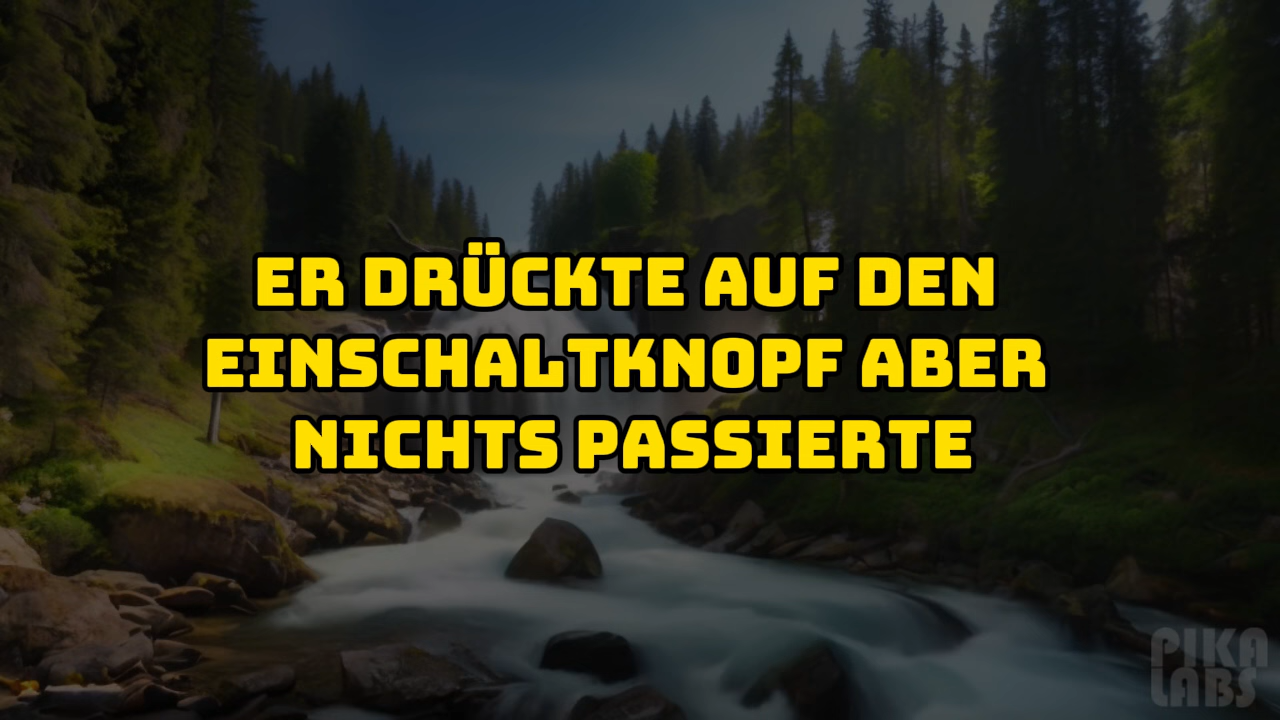 ER DRÜCKTE AUF DEN
EINSCHALTKNOPF ABER
NICHTS PASSIERTE
PIKA
LABS